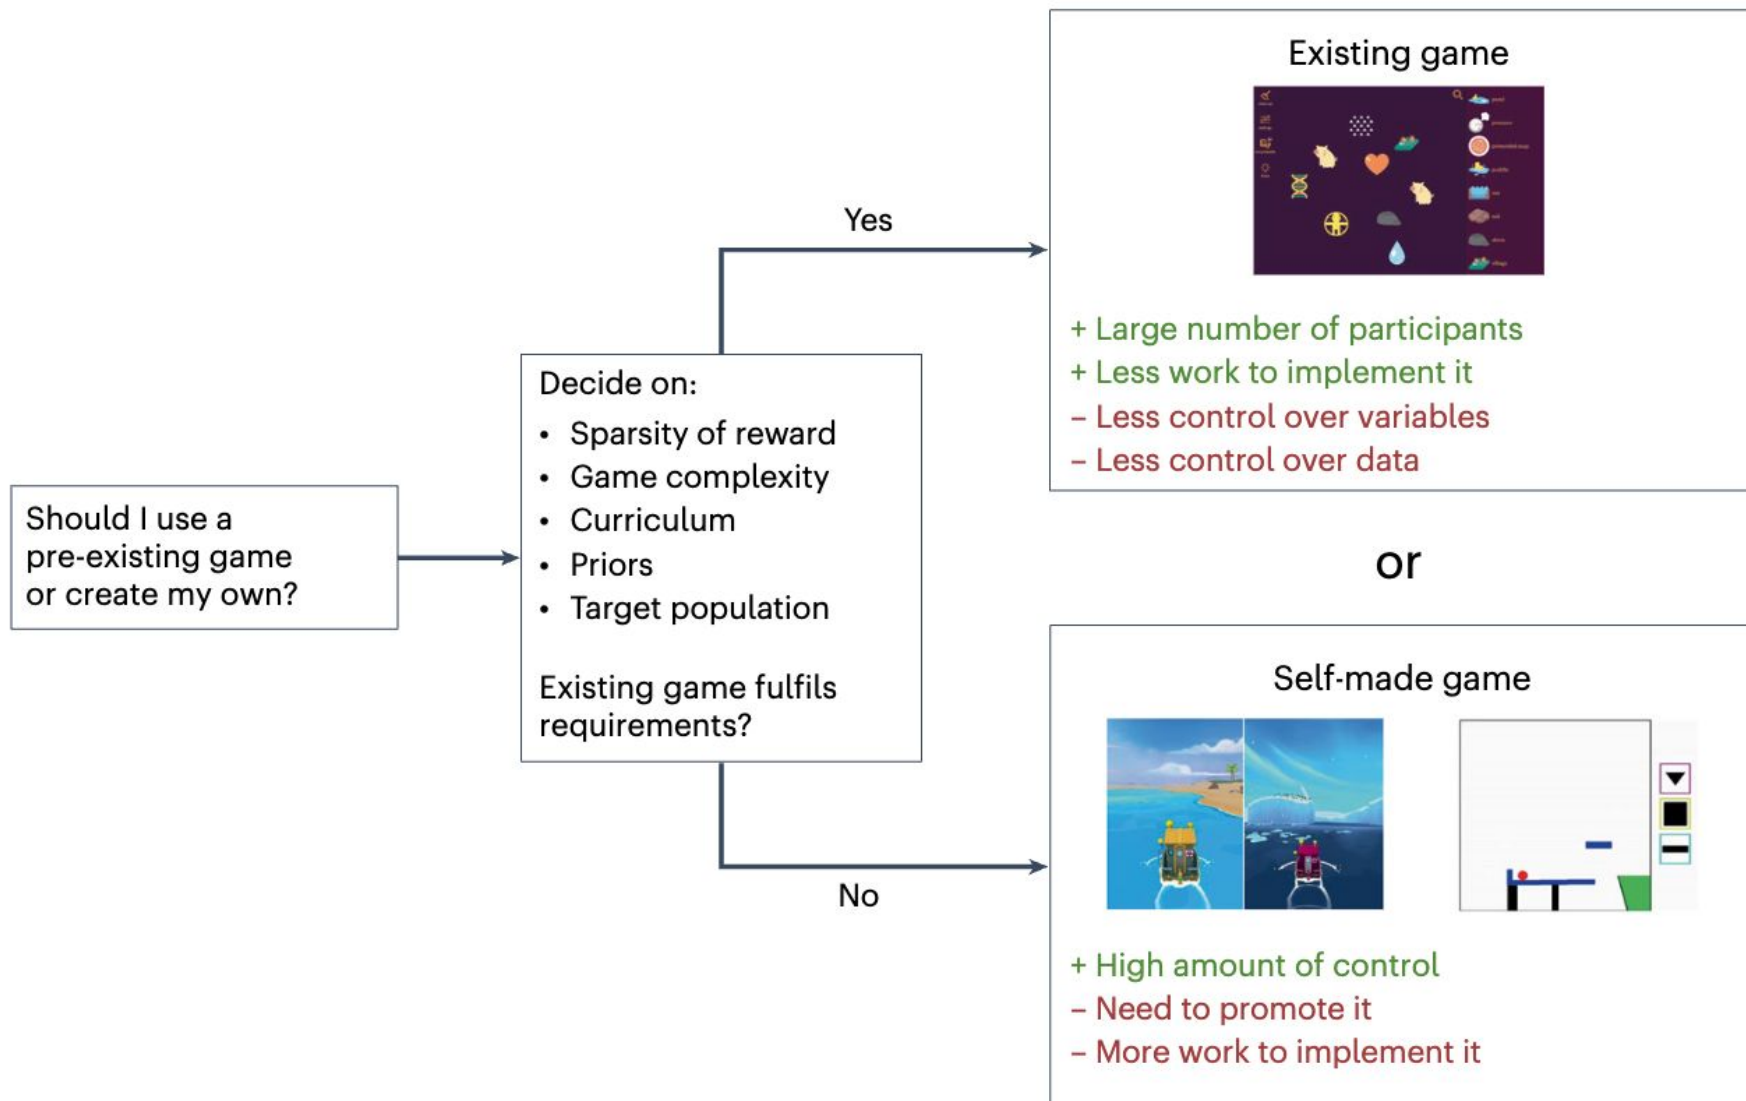 Should I use a
pre-existing game
or create my own?
Decide on:
• Sparsity of reward
• Game complexity
• Curriculum
• Priors
• Target population
Existing game fulfils
requirements?
Yes
No
Existing game
+ Large number of participants
+ Less work to implement it
– Less control over variables
– Less control over data
or
Self-made game
+ High amount of control
– Need to promote it
– More work to implement it